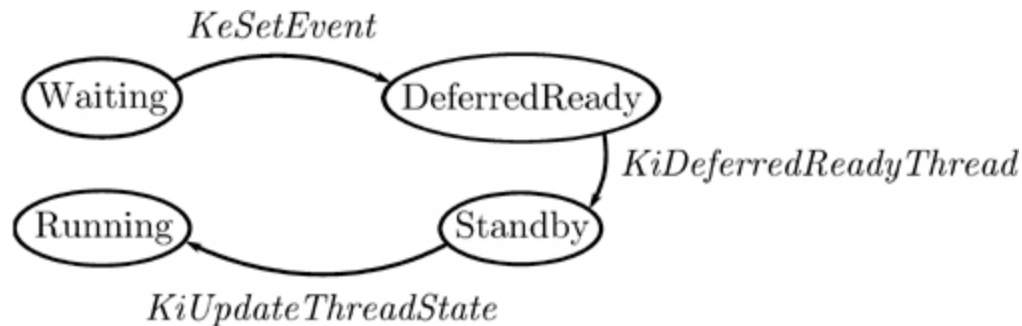 KeSetEvent
Waiting
DeferredReady
KiDeferredReadyThread
Running
Standby
KiUpdateThreadState